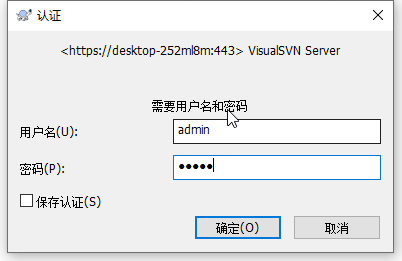 认证
<https://desktop-252ml8m:443> VisualSVN Server
需要用户名和密码
用户名(U):
admin
密码(P):
●●●●●
保存认证(S)
确定(O)
取消